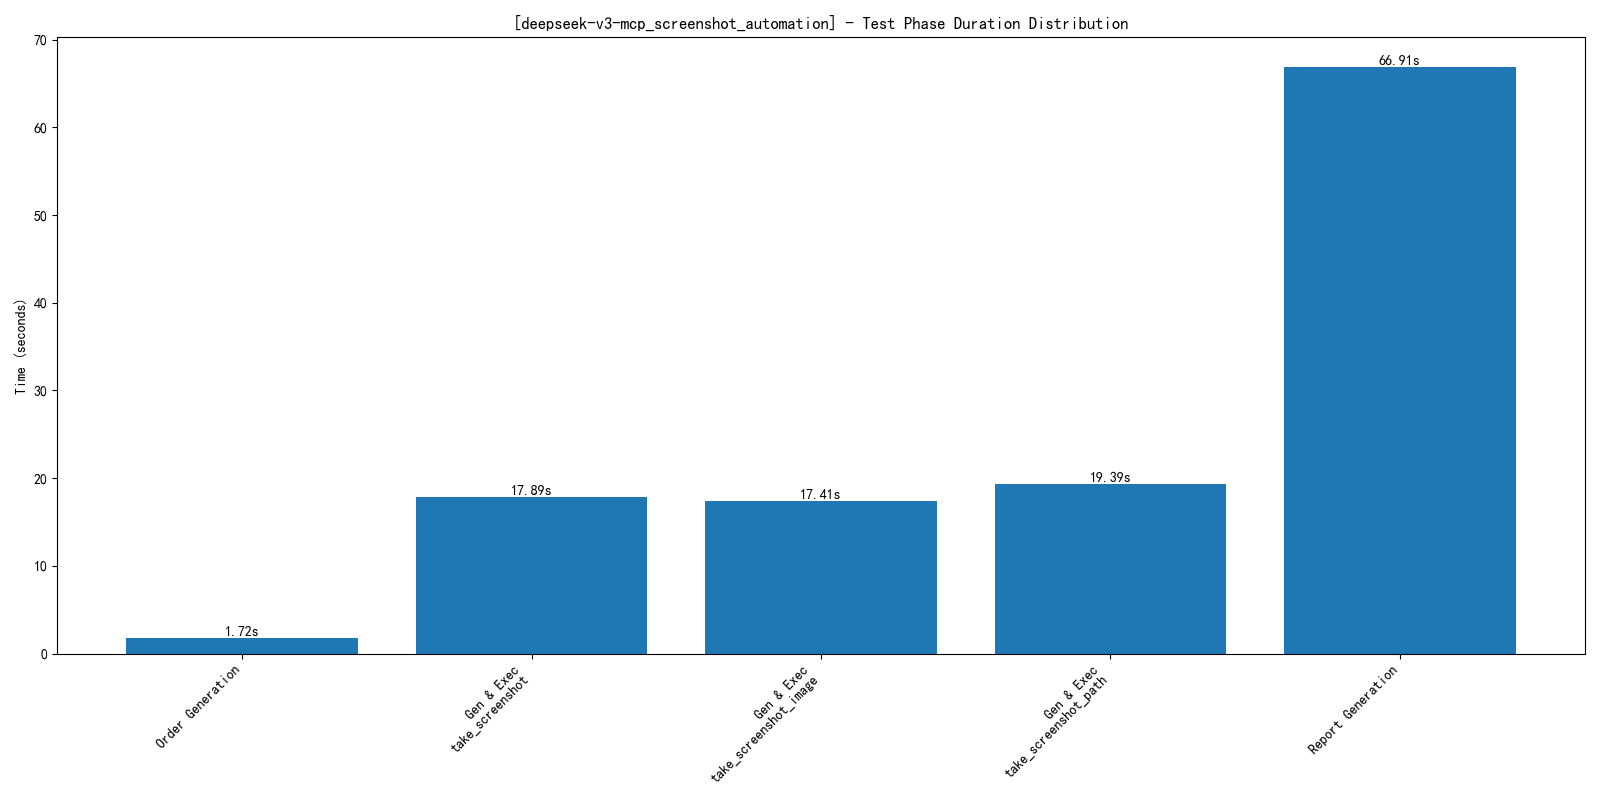 [deepseek-v3-mcp_screenshot_automation] - Test Phase Duration Distribution
Time (seconds)
70
60
50
40
30
20
10
0
1.72s
17.89s
17.41s
19.39s
66.91s
Order Generation
Gen & Exec
take_screenshot
Gen & Exec
take_screenshot_image
Gen & Exec
take_screenshot_path
Report Generation